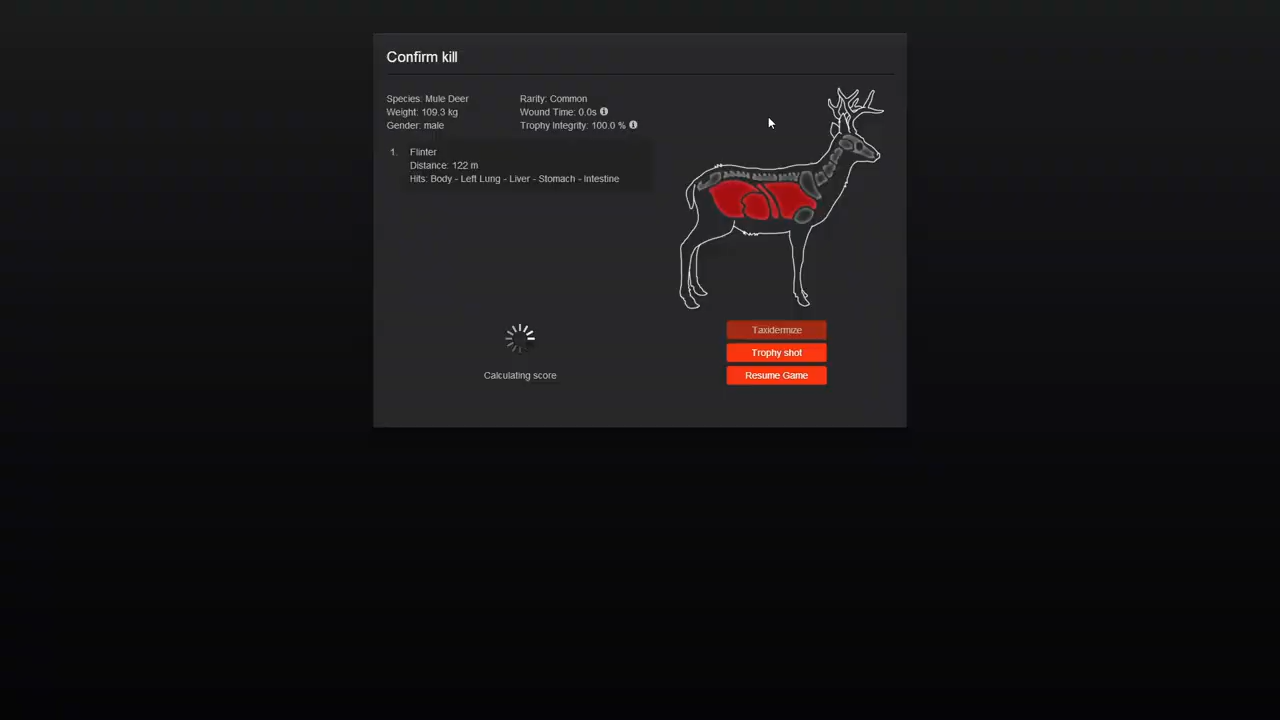 Confirm kill
Species: Mule Deer
Weight: 109.3 kg
Gender: male
Rarity: Common
Wound Time: 0.0s
Trophy Integrity: 100.0 %
1. Flinter
Distance: 122 m
Hits: Body - Left Lung - Liver - Stomach - Intestine
Calculating score
Taxidermize
Trophy shot
Resume Game